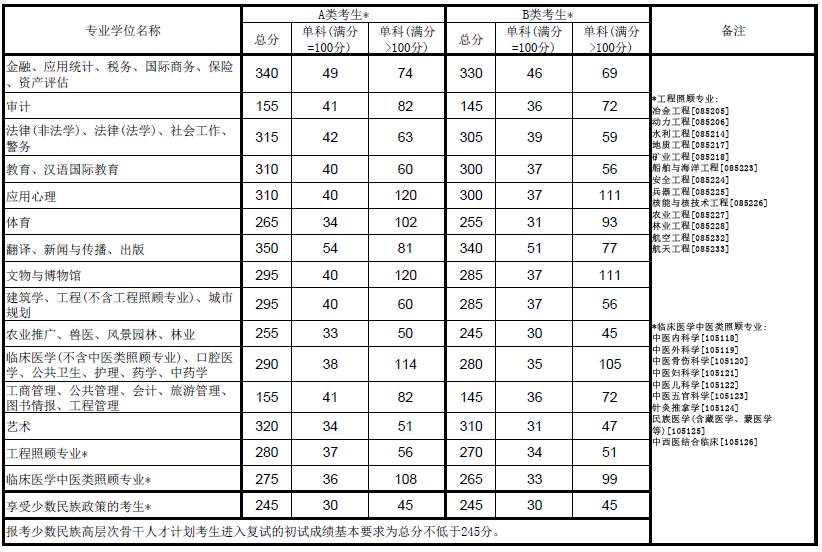 专业学位名称 A类考生* B类考生* 备注
总分 单科(满分=100分) 单科(满分>100分) 总分 单科(满分=100分) 单科(满分>100分)
金融、应用统计、税务、国际商务、保险
、资产评估 340 49 74 330 46 69
审计 155 41 82 145 36 72
法律(非法学)、法律(法学)、社会工作、
警务 315 42 63 305 39 59
教育、汉语国际教育 310 40 60 300 37 56
应用心理 310 40 120 300 37 111
体育 265 34 102 255 31 93
翻译、新闻与传播、出版 350 54 81 340 51 77
文物与博物馆 295 40 120 285 37 111
建筑学、工程(不含工程照顾专业)、城市
规划 295 40 60 285 37 56
农业推广、兽医、风景园林、林业 255 33 50 245 30 45
临床医学(不含中医类照顾专业)、口腔医
学、公共卫生、护理、药学、中药学 290 38 114 280 35 105
工商管理、公共管理、会计、旅游管理、
图书情报、工程管理 155 41 82 145 36 72
艺术 320 34 51 310 31 47
工程照顾专业* 280 37 56 270 34 51
临床医学中医类照顾专业* 275 36 108 265 33 99
享受少数民族政策的考生* 245 30 45 245 30 45
报考少数民族高层次骨干人才计划考生进入复试的初试成绩基本要求为总分不低于245分。
*工程照顾专业:
冶金工程[085205]
动力工程[085206]
水利工程[085214]
地质工程[085217]
矿业工程[085218]
船舶与海洋工程[085223]
安全工程[085224]
兵器工程[085225]
核能与核技术工程[085226]
农业工程[085227]
林业工程[085228]
航空工程[085232]
航天工程[085233]
*临床医学中医类照顾专业:
中医内科学[105118]
中医外科学[105119]
中医骨伤科学[105120]
中医妇科学[105121]
中医儿科学[105122]
中医五官科学[105123]
针灸推拿学[105124]
民族医学(含藏医学、蒙医学
等)[105125]
中西医结合临床[105126]